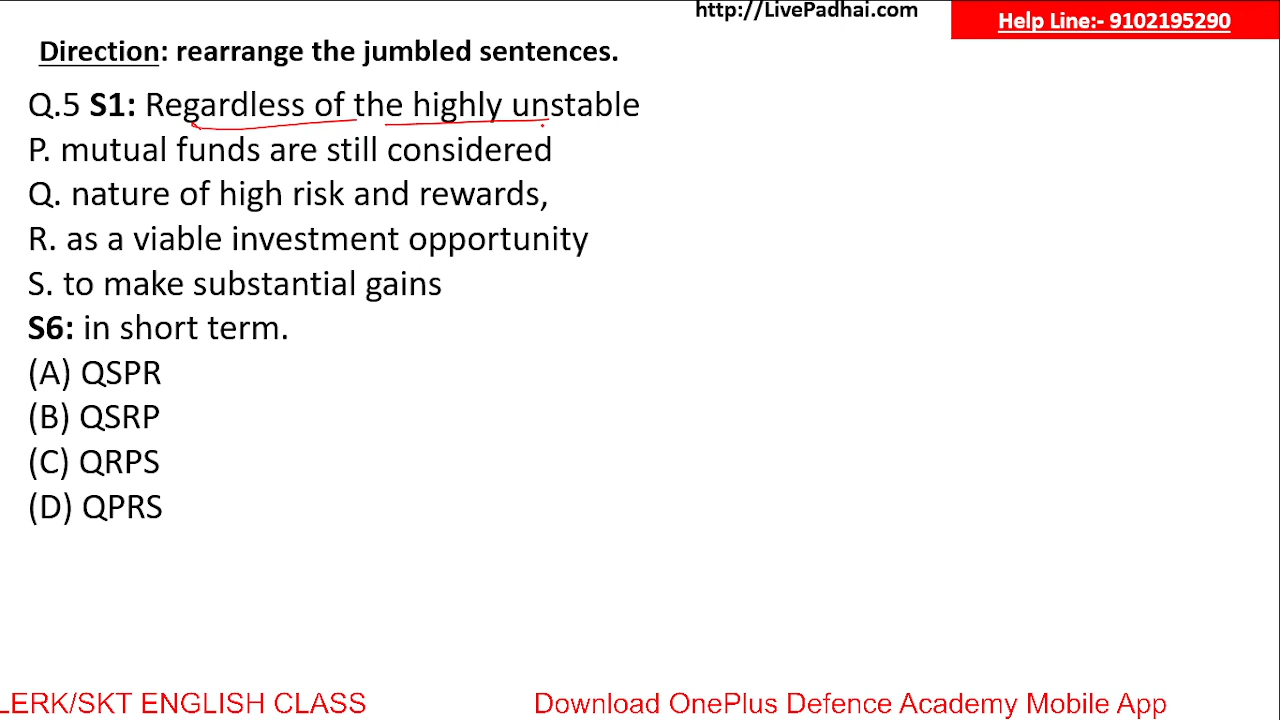 http://LivePadhai.com
Help Line:- 9102195290
Direction: rearrange the jumbled sentences.
Q.5 S1: Regardless of the highly unstable
P. mutual funds are still considered
Q. nature of high risk and rewards,
R. as a viable investment opportunity
S. to make substantial gains
S6: in short term.
(A) QSPR
(B) QSRP
(C) QRPS
(D) QPRS
LERK/SKT ENGLISH CLASS
Download OnePlus Defence Academy Mobile App